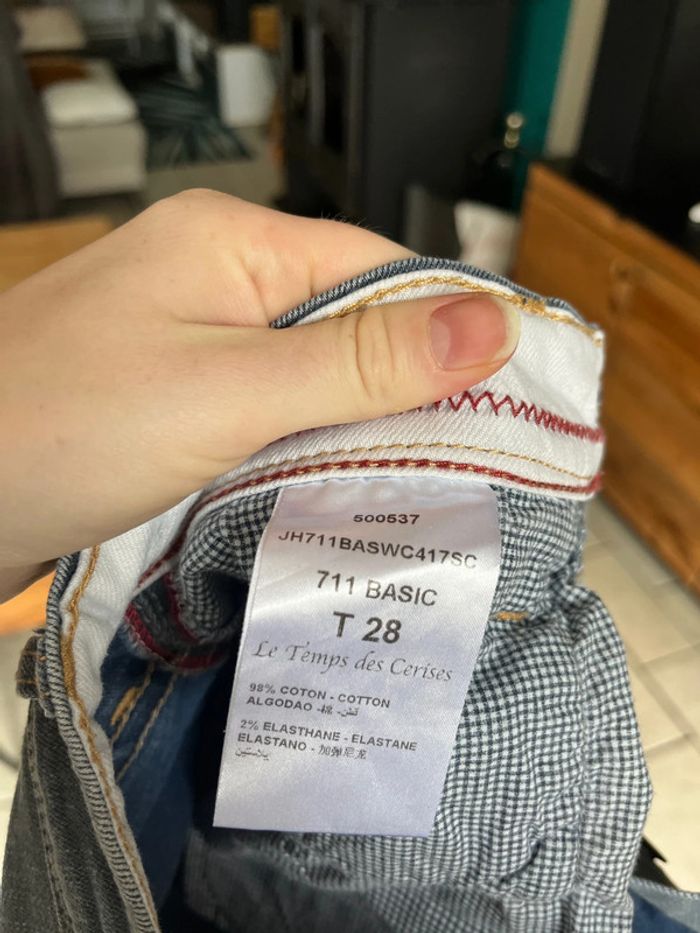 500537
JH711BASWC417SC
711 BASIC
T 28
Le Temps des Cerises
98% COTON - COTTON
ALGODAO - 棉 - قطن
2% ELASTHANE - ELASTANE
ELASTANO - 加弹尼龙